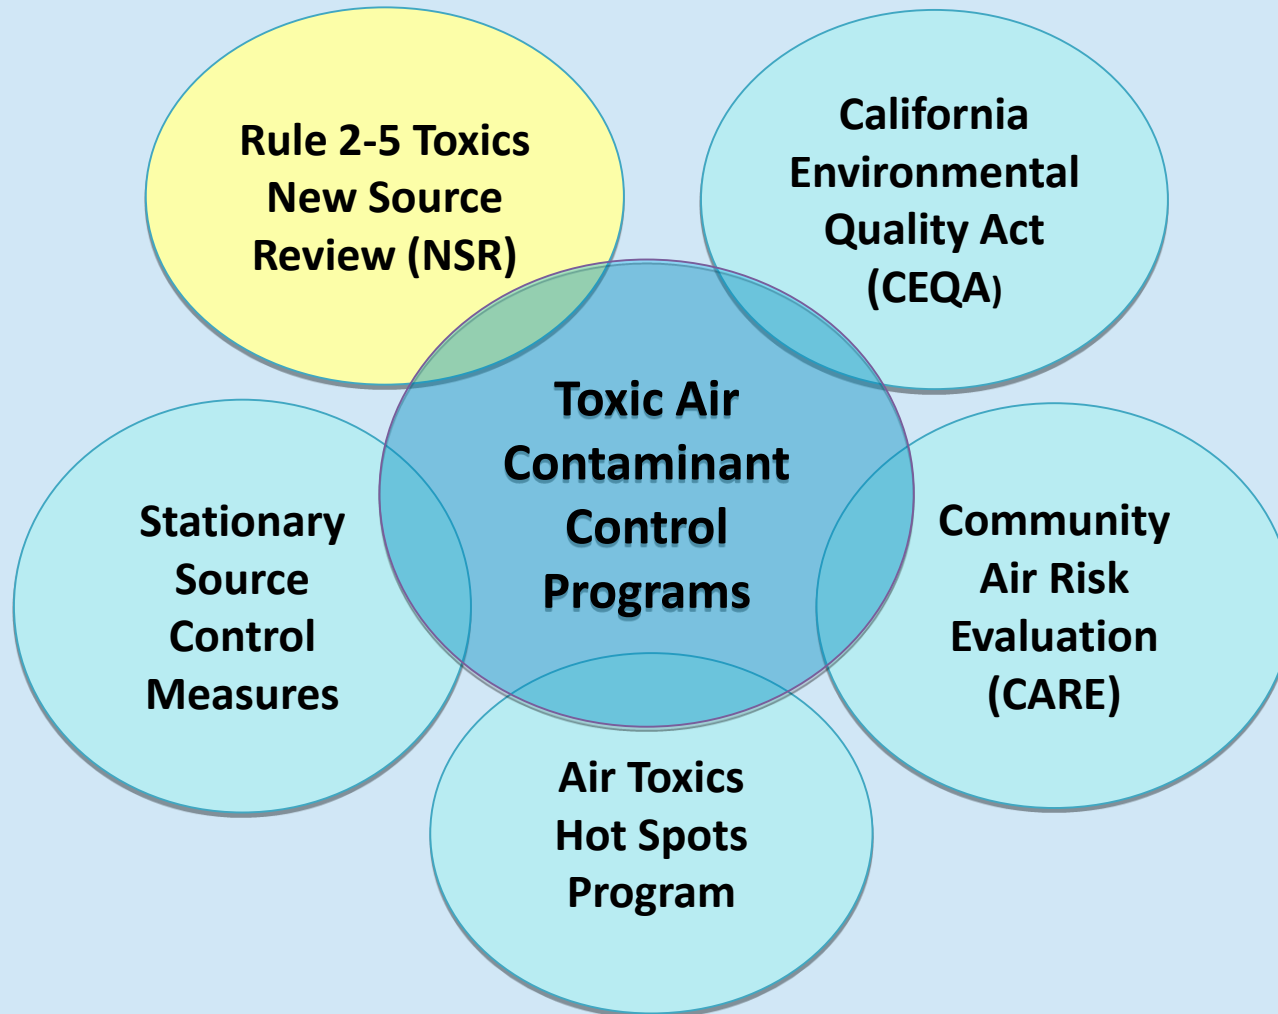 Rule 2-5 Toxics
New Source
Review (NSR)
California
Environmental
Quality Act
(CEQA)
Toxic Air
Contaminant
Control
Programs
Stationary
Source
Control
Measures
Community
Air Risk
Evaluation
(CARE)
Air Toxics
Hot Spots
Program